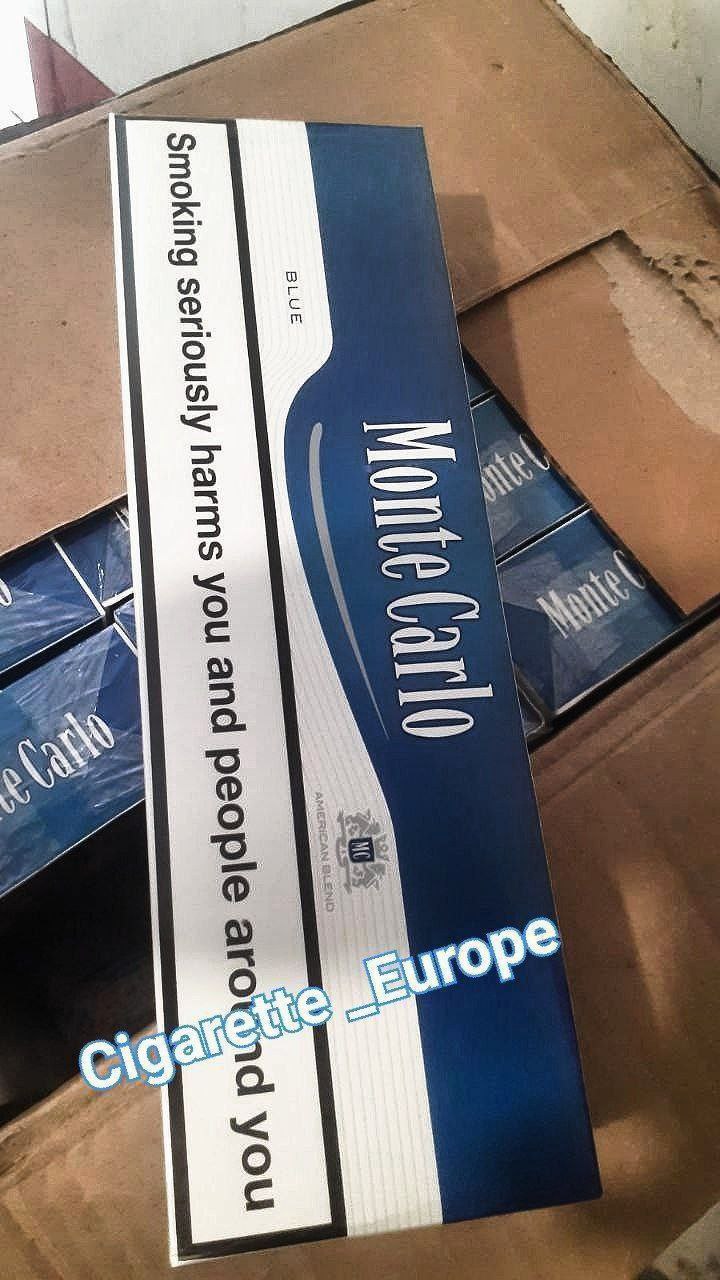 Smoking seriously harms you and people around you
BLUE
Monte Carlo
AMERICAN BLEND
MC
Cigarette _Europe
onte C
Monte C
te Carlo